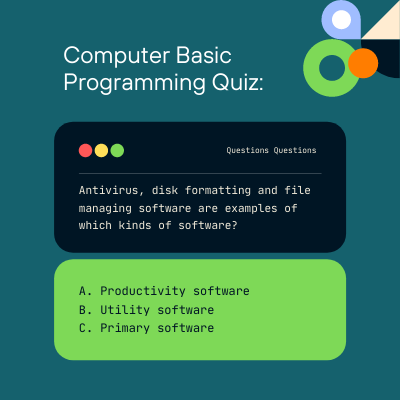 Computer Basic
Programming Quiz:
Questions Questions
Antivirus, disk formatting and file
managing software are examples of
which kinds of software?
A. Productivity software
B. Utility software
C. Primary software